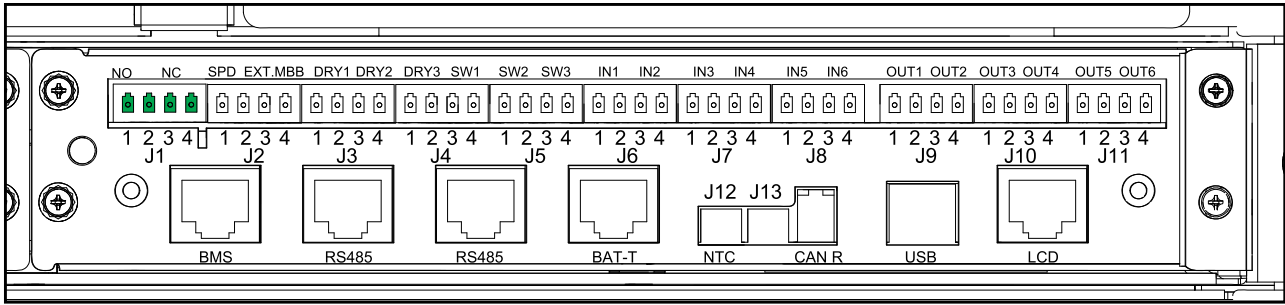 NO NC SPD EXT.MBB DRY1 DRY2 DRY3 SW1 SW2 SW3 IN1 IN2 IN3 IN4 IN5 IN6 OUT1 OUT2 OUT3 OUT4 OUT5 OUT6
1 2 3 4 1 2 3 4 1 2 3 4 1 2 3 4 1 2 3 4 1 2 3 4 1 2 3 4 1 2 3 4 1 2 3 4 1 2 3 4 1 2 3 4
J1 J2 J3 J4 J5 J6 J7 J8 J9 J10 J11
J12 J13
BMS RS485 RS485 BAT-T NTC CAN R USB LCD